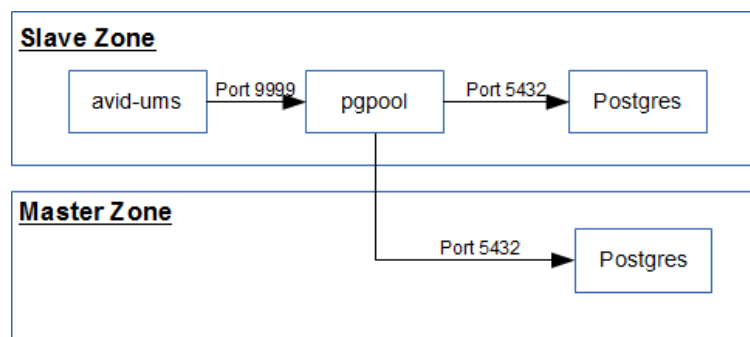 Slave Zone
avid-ums
Port 9999
pgpool
Port 5432
Postgres
Master Zone
Port 5432
Postgres